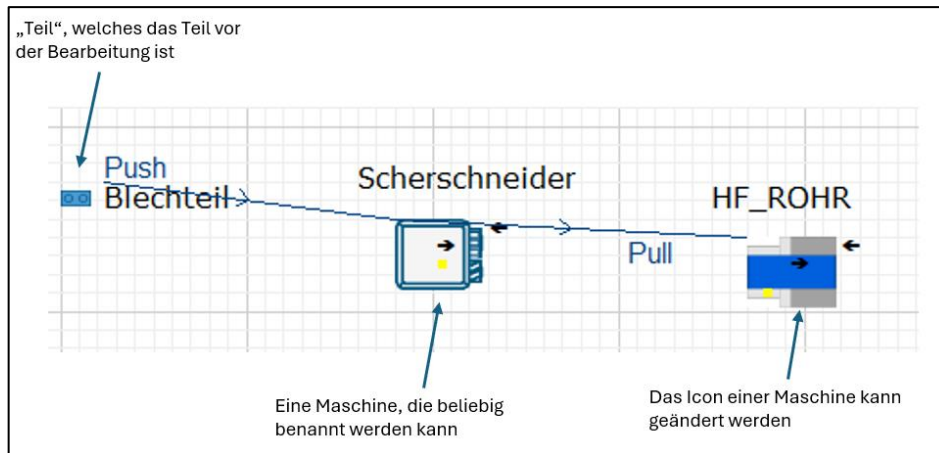 „Teil“, welches das Teil vor
der Bearbeitung ist
Push
Blechteil
Scherschneider
HF_ROHR
Pull
Eine Maschine, die beliebig
benannt werden kann
Das Icon einer Maschine kann
geändert werden